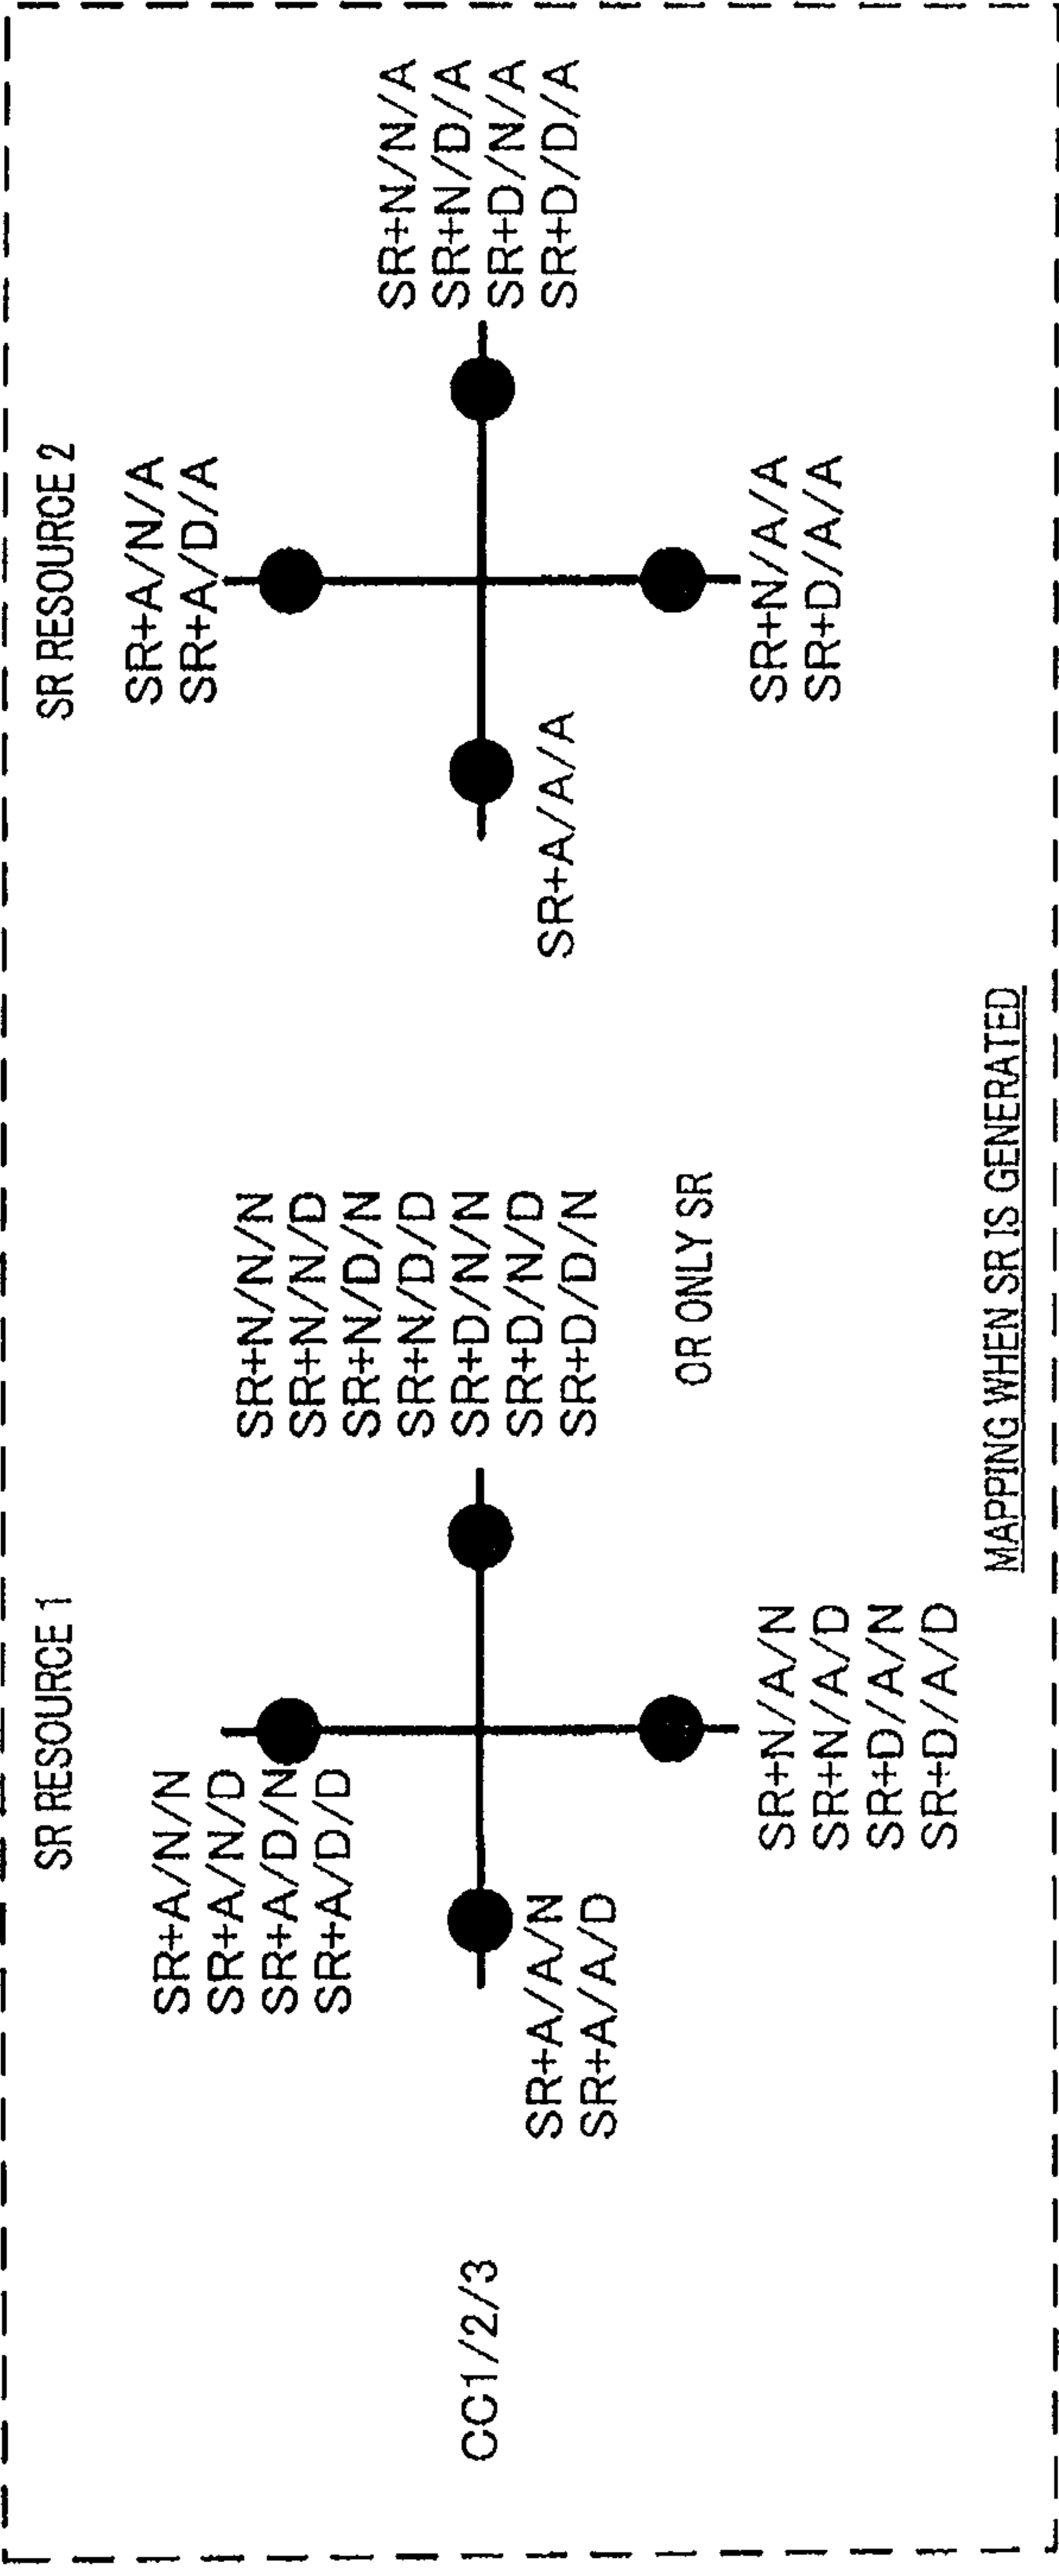 SR RESOURCE 1
SR+A/N/N
SR+A/N/D
SR+A/D/N
SR+A/D/D
SR+N/N/N
SR+N/N/D
SR+N/D/N
SR+N/D/D
SR+D/N/N
SR+D/N/D
SR+D/D/N
OR ONLY SR
CC1/2/3
SR+A/A/N
SR+A/A/D
SR+N/A/N
SR+N/A/D
SR+D/A/N
SR+D/A/D
SR RESOURCE 2
SR+A/N/A
SR+A/D/A
SR+N/N/A
SR+N/D/A
SR+D/N/A
SR+D/D/A
SR+A/A/A
SR+N/A/A
SR+D/A/A
MAPPING WHEN SR IS GENERATED